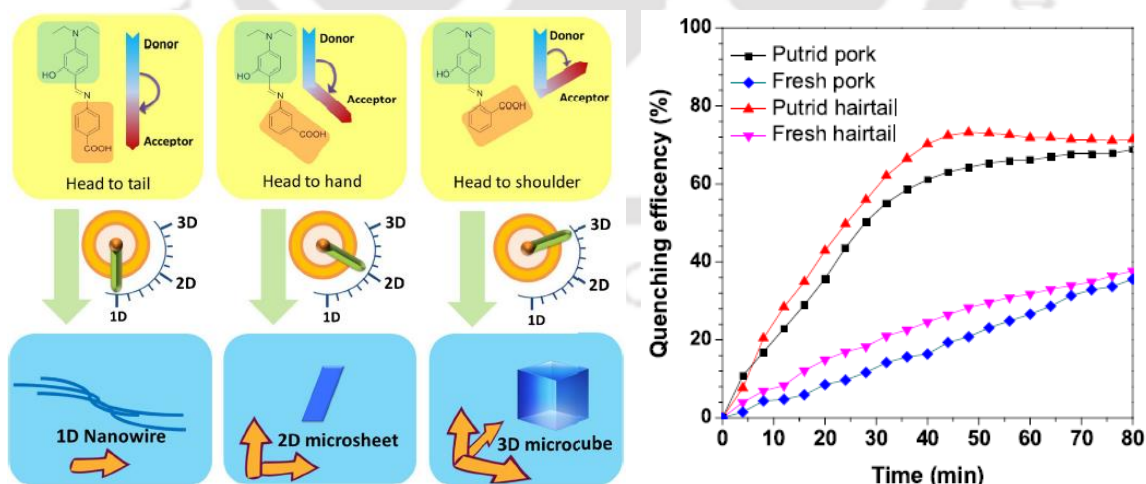 N
HO
N
COOH
Donor
Acceptor
Head to tail
N
HO
N
COOH
Donor
Acceptor
Head to hand
N
HO
N
COOH
Donor
Acceptor
Head to shoulder
3D
2D
1D
3D
2D
1D
3D
2D
1D
1D Nanowire
2D microsheet
3D microcube
Quenching efficency (%)
100
80
60
40
20
0
Putrid pork
Fresh pork
Putrid hairtail
Fresh hairtail
0 10 20 30 40 50 60 70 80
Time (min)